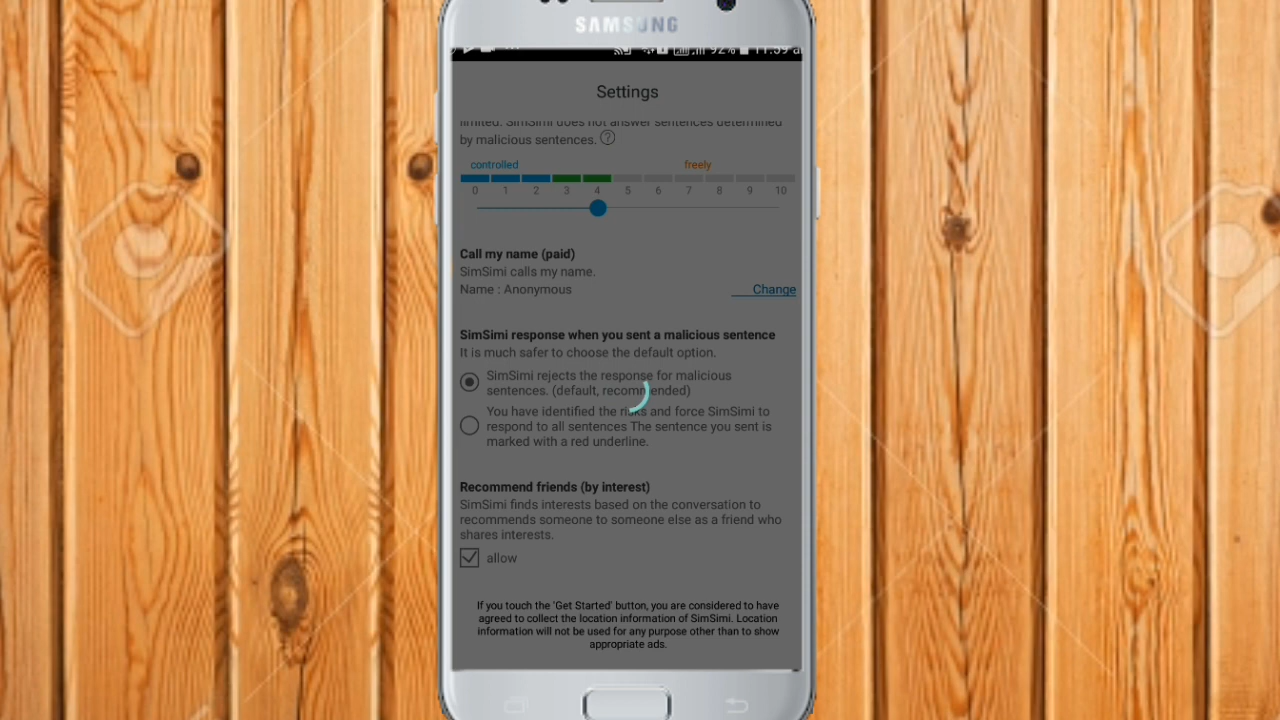 SAMSUNG
92% 11:59 a
Settings
limited. SimSimi does not answer sentences determined
by malicious sentences. ?
controlled freely
0 1 2 3 4 5 6 7 8 9 10
Call my name (paid)
SimSimi calls my name.
Name : Anonymous Change
SimSimi response when you sent a malicious sentence
It is much safer to choose the default option.
SimSimi rejects the response for malicious
sentences. (default, recommended)
You have identified the risks and force SimSimi to
respond to all sentences The sentence you sent is
marked with a red underline.
Recommend friends (by interest)
SimSimi finds interests based on the conversation to
recommends someone to someone else as a friend who
shares interests.
allow
If you touch the 'Get Started' button, you are considered to have
agreed to collect the location information of SimSimi. Location
information will not be used for any purpose other than to show
appropriate ads.